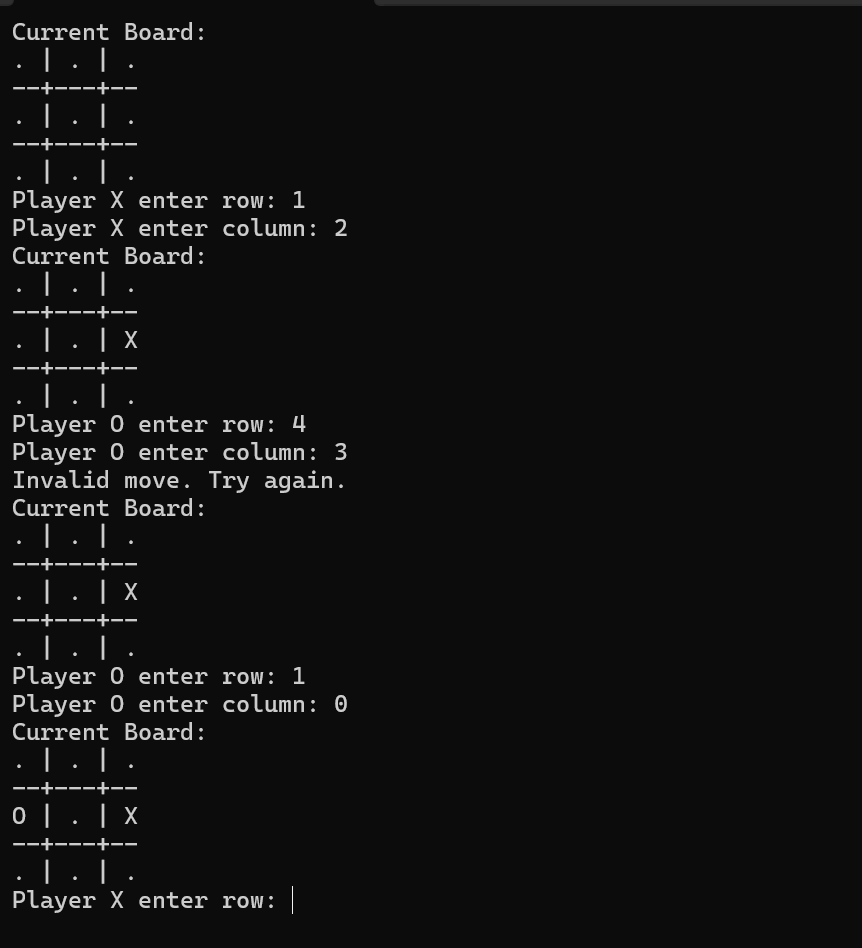 Current Board:
. | . | .
--+---+--
. | . | .
--+---+--
. | . | .
Player X enter row: 1
Player X enter column: 2
Current Board:
. | . | .
--+---+--
. | . | X
--+---+--
. | . | .
Player O enter row: 4
Player O enter column: 3
Invalid move. Try again.
Current Board:
. | . | .
--+---+--
. | . | X
--+---+--
. | . | .
Player O enter row: 1
Player O enter column: 0
Current Board:
. | . | .
--+---+--
O | . | X
--+---+--
. | . | .
Player X enter row: